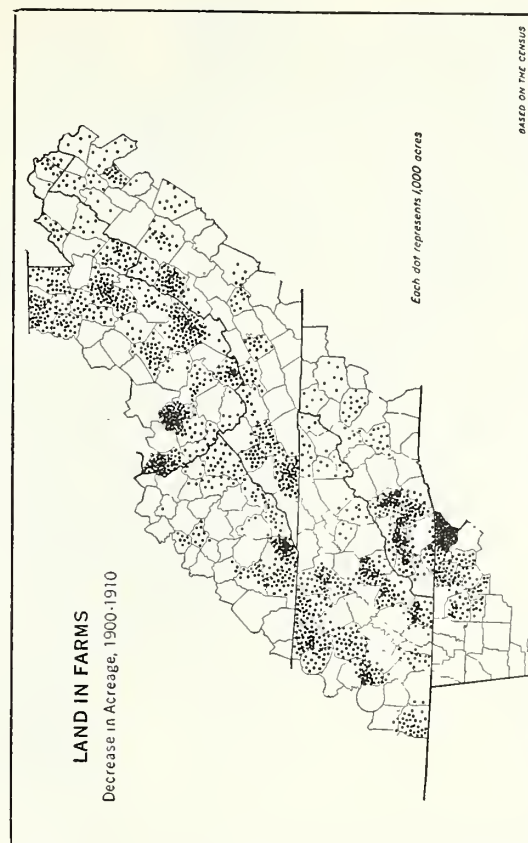 LAND IN FARMS
Decrease in Acreage, 1900-1910
Each dot represents 1,000 acres
BASED ON THE CENSUS